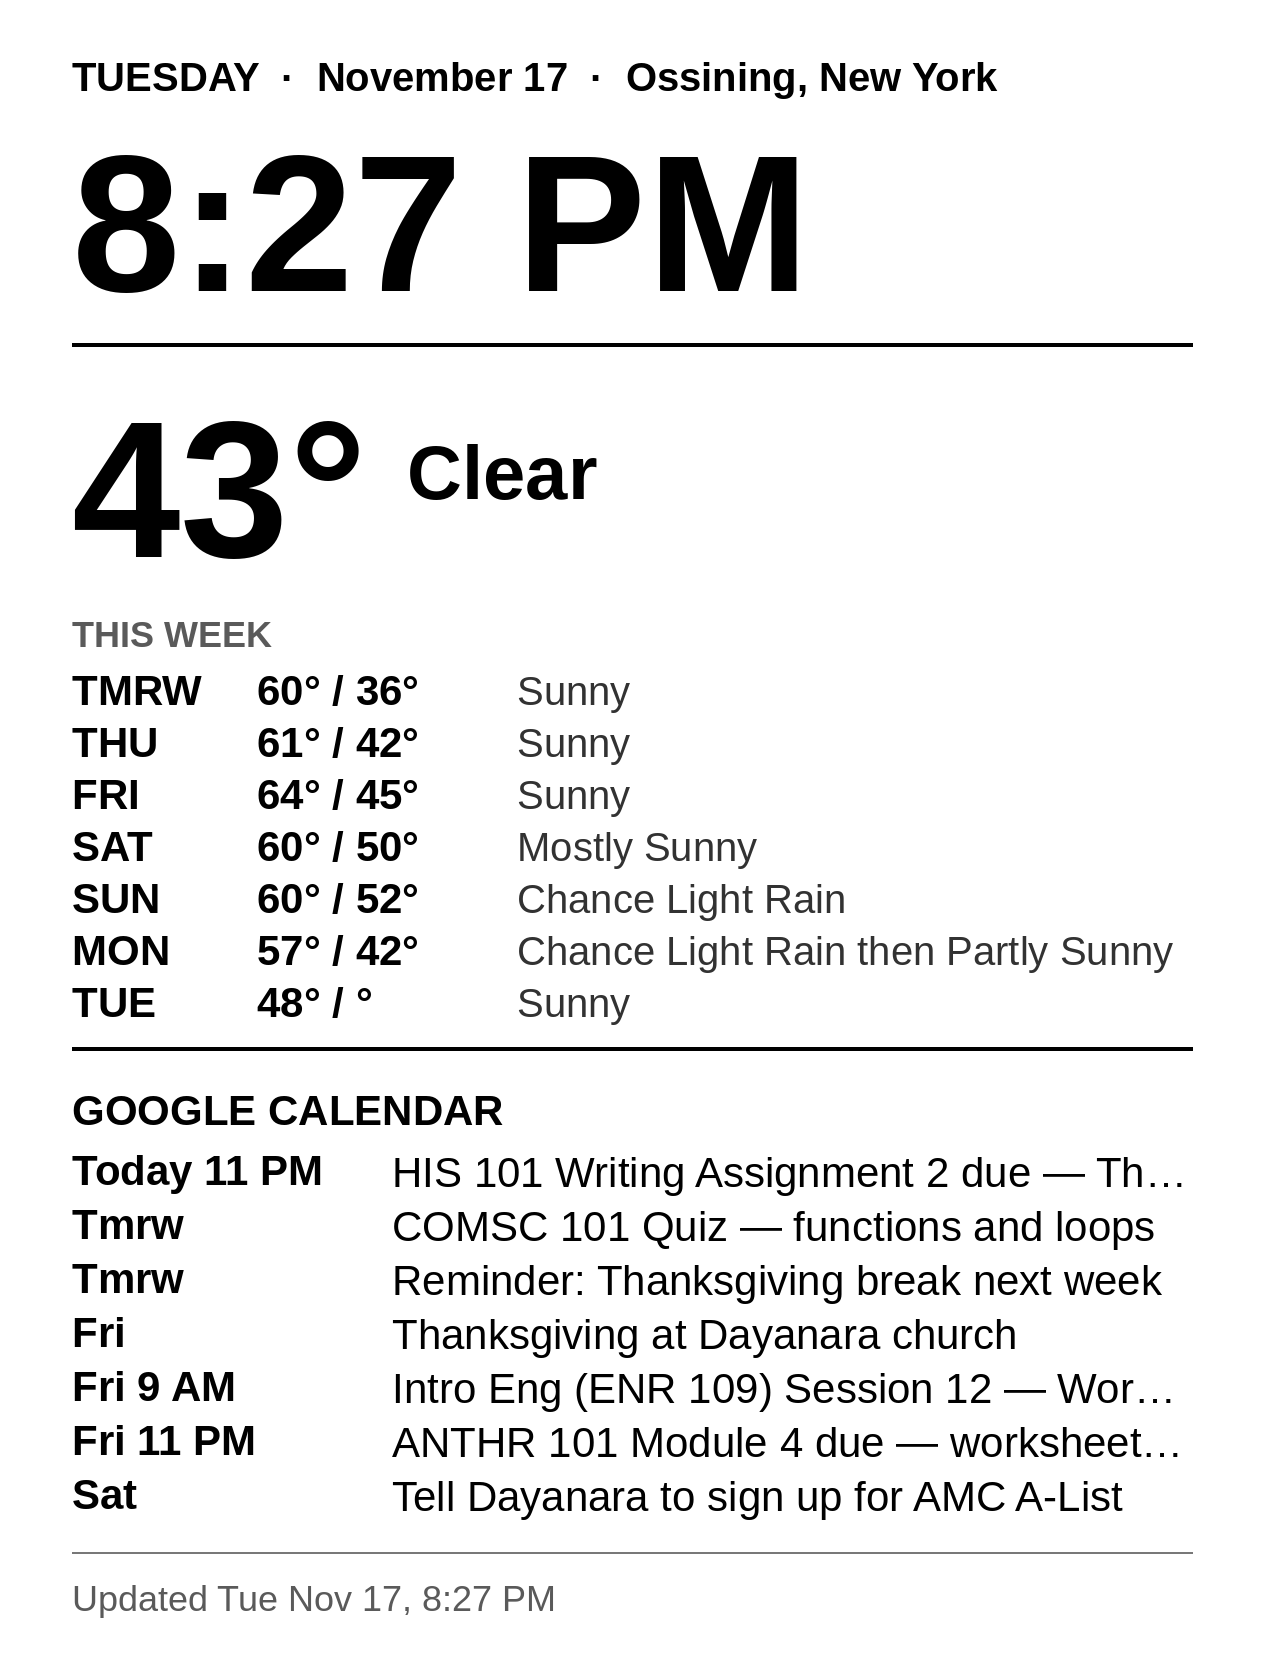 TUESDAY · November 17 · Ossining, New York
8:27 PM
43° Clear
THIS WEEK
TMRW 60° / 36° Sunny
THU 61° / 42° Sunny
FRI 64° / 45° Sunny
SAT 60° / 50° Mostly Sunny
SUN 60° / 52° Chance Light Rain
MON 57° / 42° Chance Light Rain then Partly Sunny
TUE 48° / ° Sunny
GOOGLE CALENDAR
Today 11 PM HIS 101 Writing Assignment 2 due — Th…
Tmrw COMSC 101 Quiz — functions and loops
Tmrw Reminder: Thanksgiving break next week
Fri Thanksgiving at Dayanara church
Fri 9 AM Intro Eng (ENR 109) Session 12 — Wor…
Fri 11 PM ANTHR 101 Module 4 due — worksheet…
Sat Tell Dayanara to sign up for AMC A-List
Updated Tue Nov 17, 8:27 PM